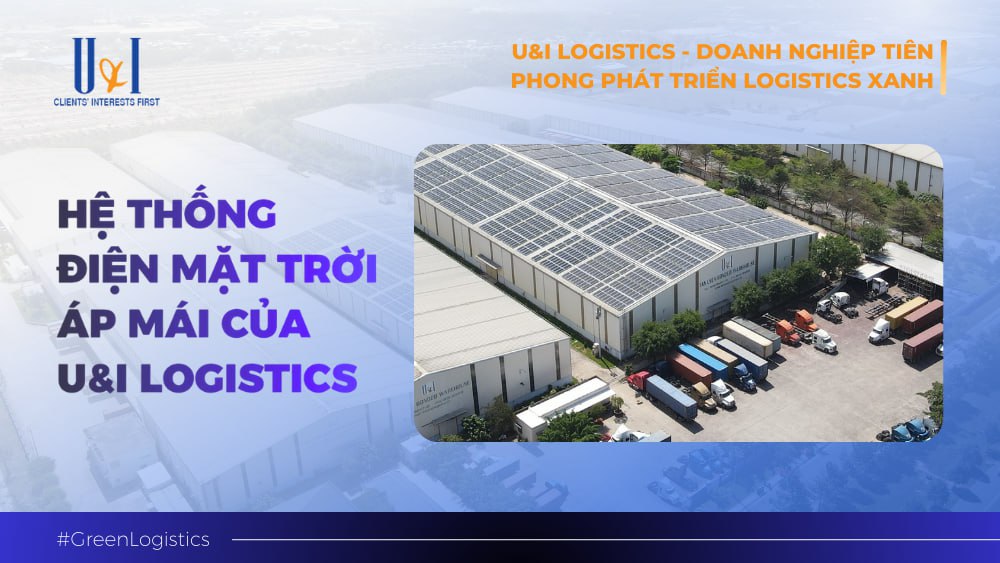 U&I
CLIENTS' INTERESTS FIRST
U&I LOGISTICS - DOANH NGHIỆP TIÊN
PHONG PHÁT TRIỂN LOGISTICS XANH
HỆ THỐNG
ĐIỆN MẶT TRỜI
ÁP MÁI CỦA
U&I LOGISTICS
U&I
U&I
#GreenLogistics